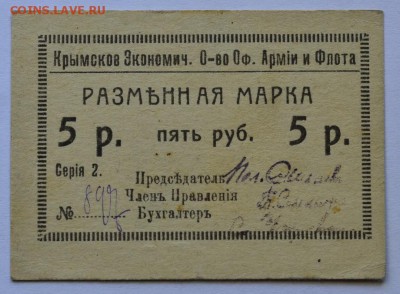 COINS.LAVE.RU
Крымское Экономич. О-во Оф. Арміи и Флота
РАЗМѢННАЯ МАРКА
5 р. пять руб. 5 р.
Серія 2.
Предсѣдатель
Членъ Правленія
№ Бухгалтеръ